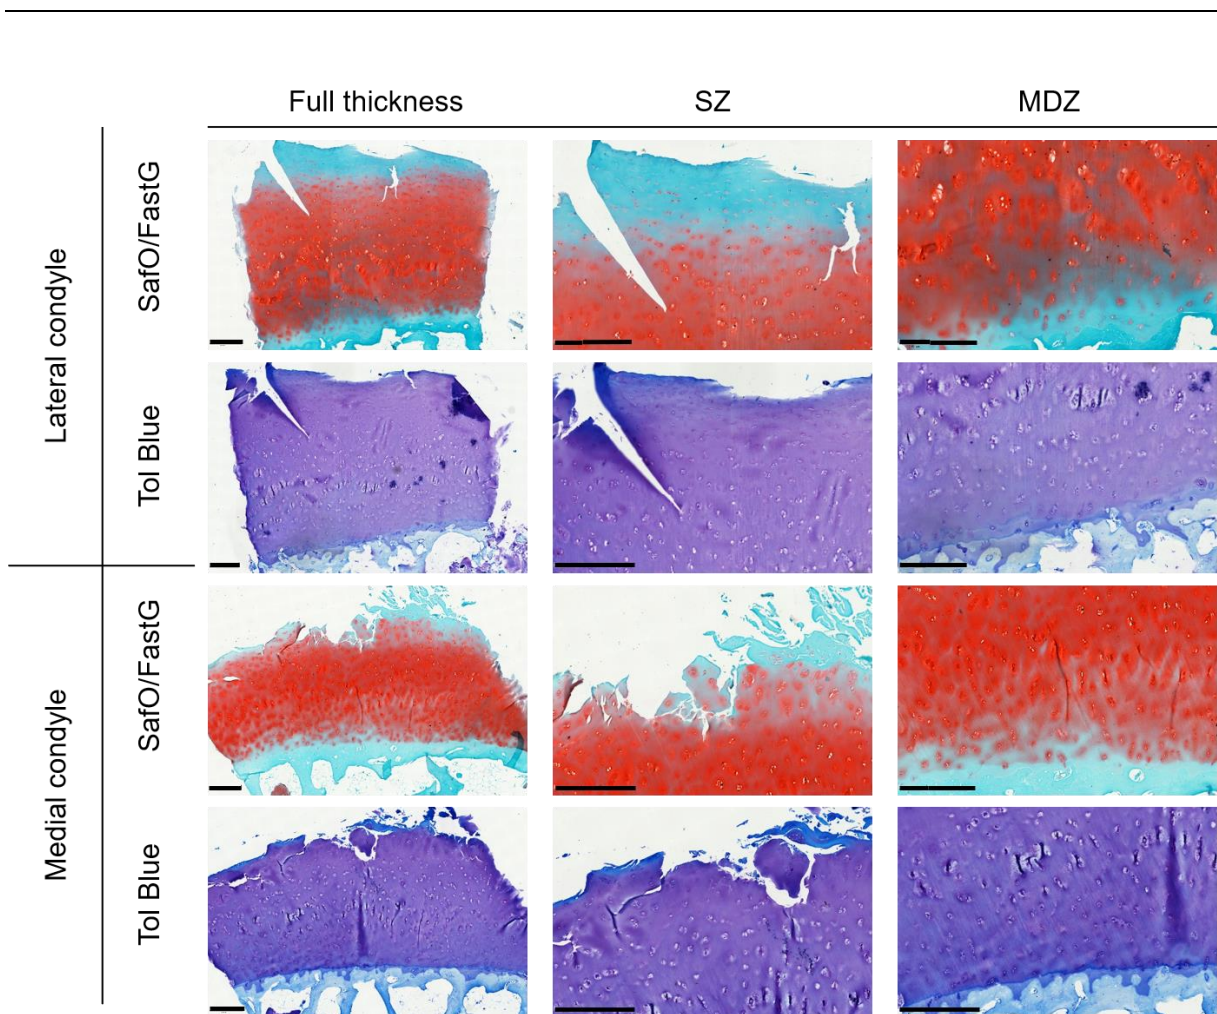 Full thickness SZ MDZ
Lateral condyle
SafO/FastG
Tol Blue
Medial condyle
SafO/FastG
Tol Blue